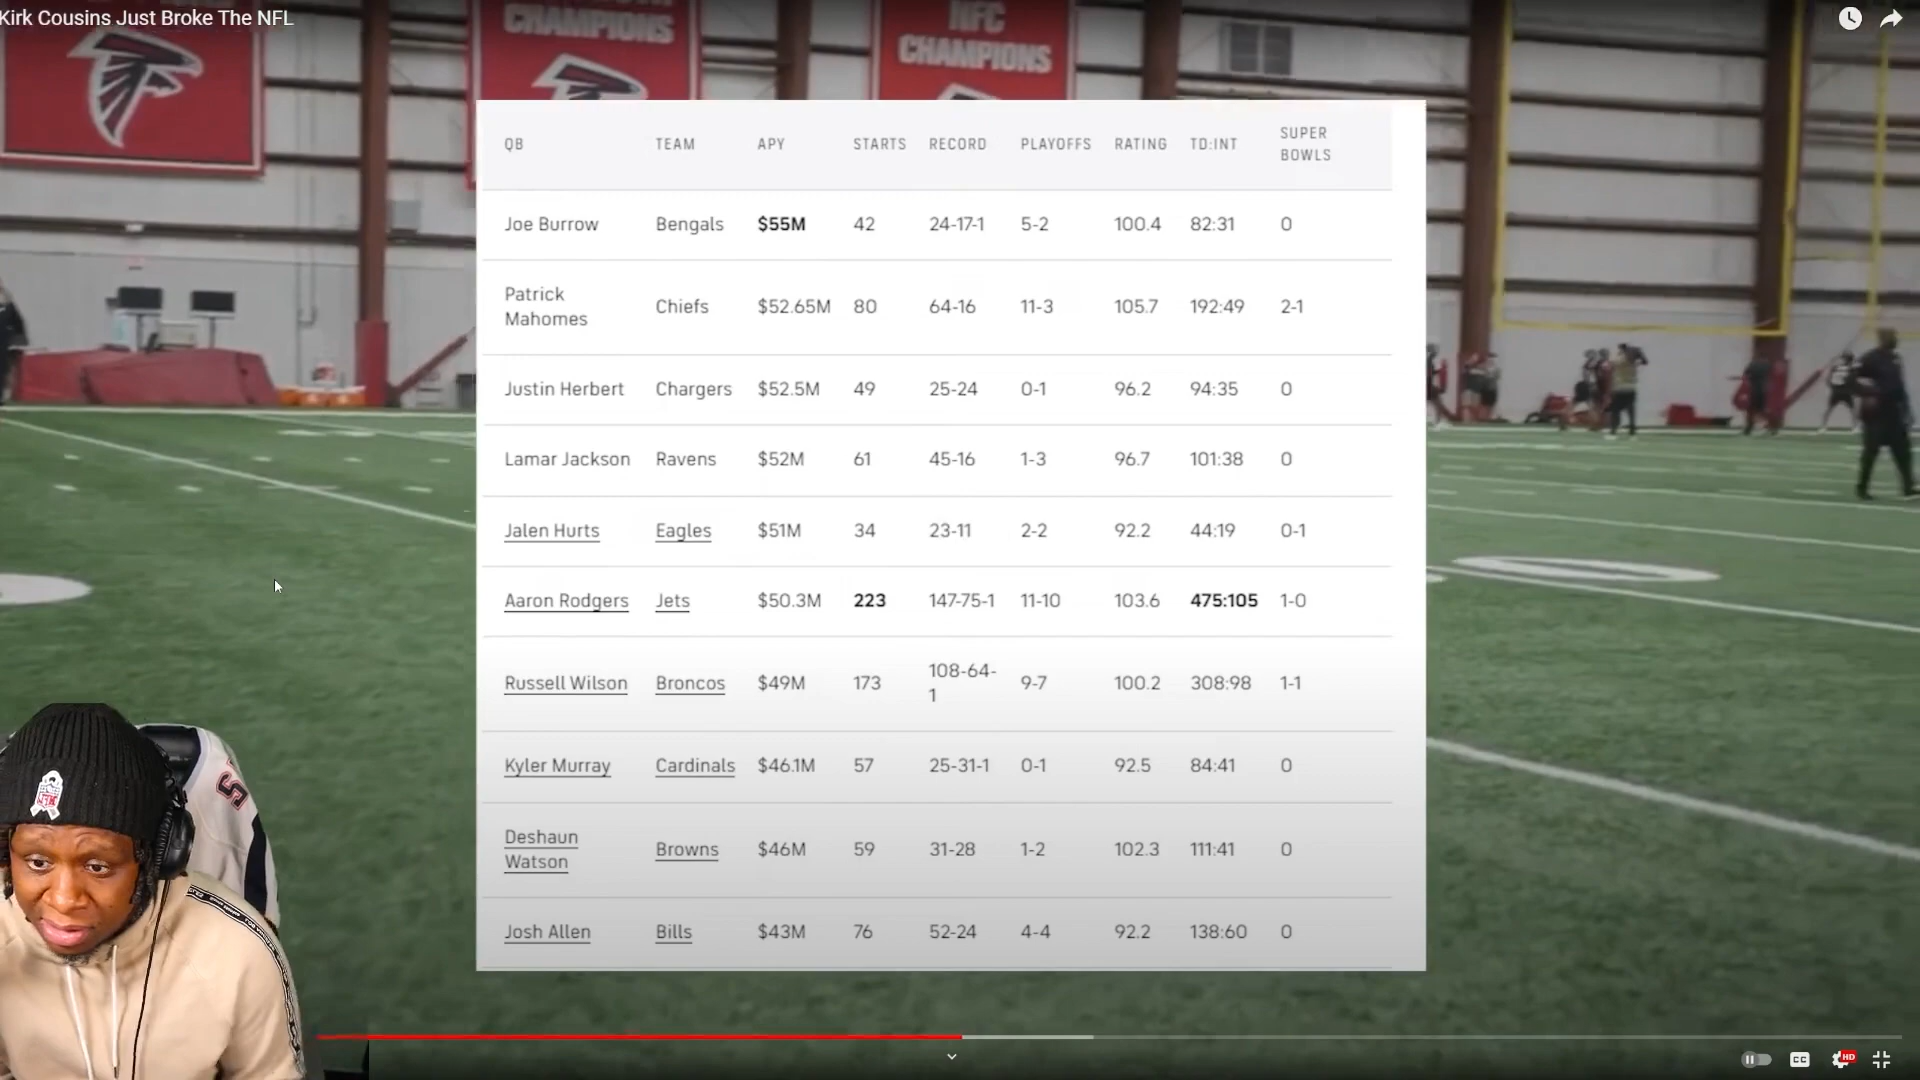 Kirk Cousins Just Broke The NFL
CHAMPIONS
NFC
CHAMPIONS
QB TEAM APY STARTS RECORD PLAYOFFS RATING TD:INT SUPER
BOWLS
Joe Burrow Bengals $55M 42 24-17-1 5-2 100.4 82:31 0
Patrick
Mahomes Chiefs $52.65M 80 64-16 11-3 105.7 192:49 2-1
Justin Herbert Chargers $52.5M 49 25-24 0-1 96.2 94:35 0
Lamar Jackson Ravens $52M 61 45-16 1-3 96.7 101:38 0
Jalen Hurts Eagles $51M 34 23-11 2-2 92.2 44:19 0-1
Aaron Rodgers Jets $50.3M 223 147-75-1 11-10 103.6 475:105 1-0
Russell Wilson Broncos $49M 173 108-64-
1 9-7 100.2 308:98 1-1
Kyler Murray Cardinals $46.1M 57 25-31-1 0-1 92.5 84:41 0
Deshaun
Watson Browns $46M 59 31-28 1-2 102.3 111:41 0
Josh Allen Bills $43M 76 52-24 4-4 92.2 138:60 0
CC
HD